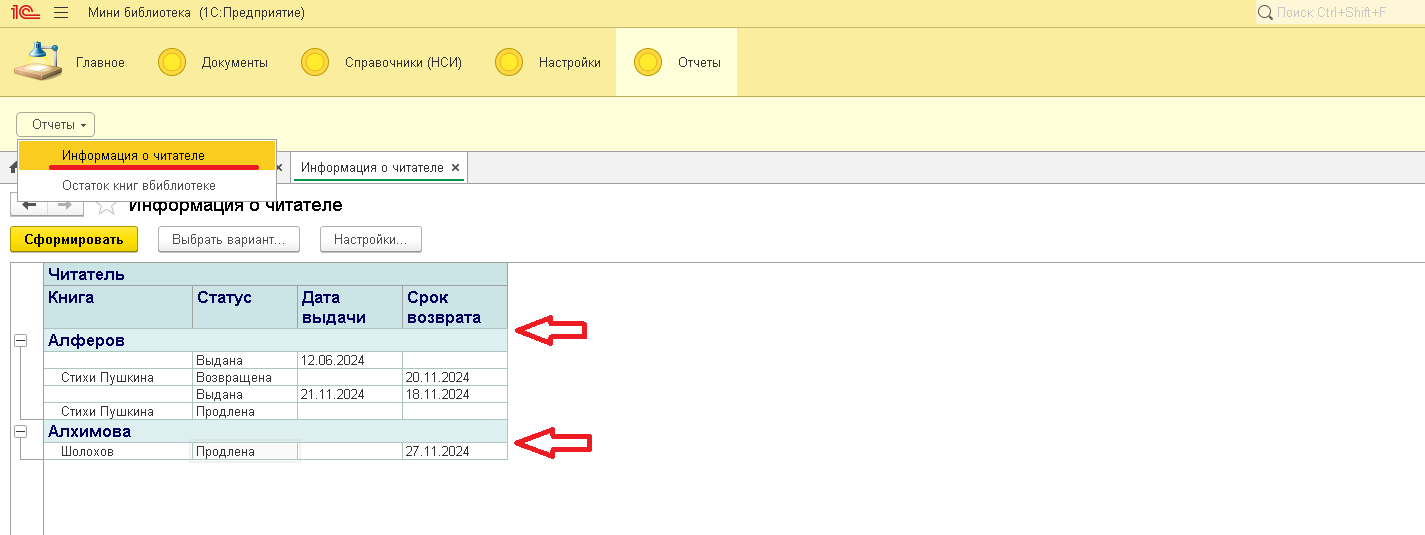 1С Мини библиотека (1С:Предприятие) Поиск Ctrl+Shift+F
Главное Документы Справочники (НСИ) Настройки Отчеты
Отчеты
Информация о читателе
Информация о читателе
Остаток книг вбиблиотеке
Информация о читателе
Сформировать Выбрать вариант... Настройки...
Читатель
Книга Статус Дата выдачи Срок возврата
Алферов
Выдана 12.06.2024
Стихи Пушкина Возвращена 20.11.2024
Выдана 21.11.2024 18.11.2024
Стихи Пушкина Продлена
Алхимова
Шолохов Продлена 27.11.2024